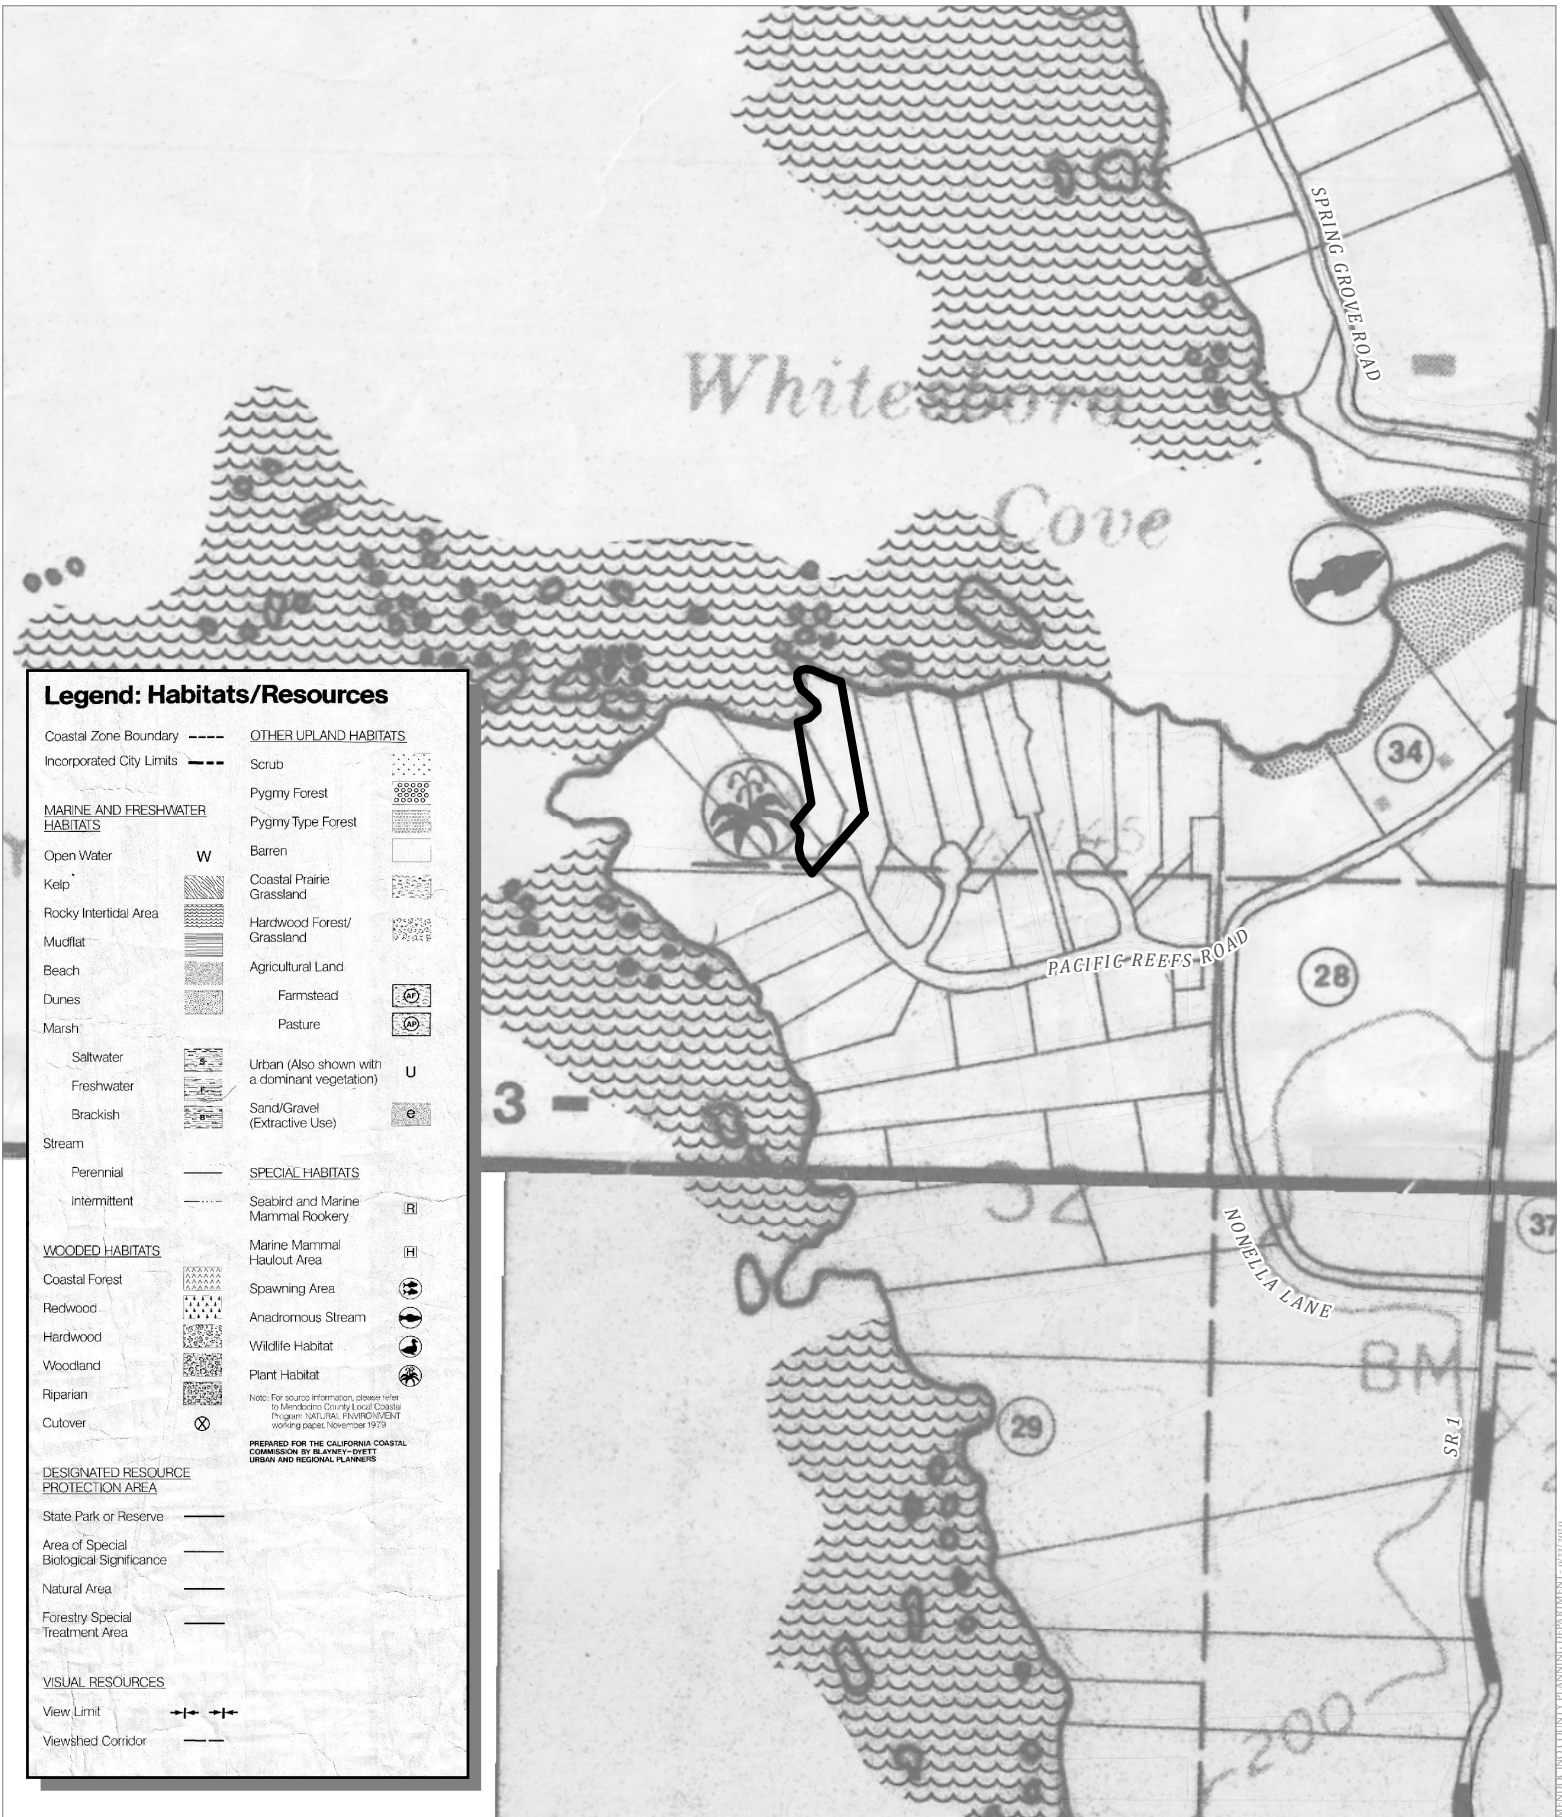 SPRING GROVE ROAD
Whitesboro
Cove
34
PACIFIC REEFS ROAD
28
3
32
37
NONELLA LANE
BM
29
SR 1
200
Legend: Habitats/Resources
Coastal Zone Boundary
Incorporated City Limits
MARINE AND FRESHWATER
HABITATS
Open Water W
Kelp
Rocky Intertidal Area
Mudflat
Beach
Dunes
Marsh
Saltwater S
Freshwater F
Brackish B
Stream
Perennial
Intermittent
WOODED HABITATS
Coastal Forest
Redwood
Hardwood
Woodland
Riparian
Cutover
DESIGNATED RESOURCE
PROTECTION AREA
State Park or Reserve
Area of Special
Biological Significance
Natural Area
Forestry Special
Treatment Area
VISUAL RESOURCES
View Limit
Viewshed Corridor
OTHER UPLAND HABITATS
Scrub
Pygmy Forest
Pygmy Type Forest
Barren
Coastal Prairie
Grassland
Hardwood Forest/
Grassland
Agricultural Land
Farmstead AF
Pasture AP
Urban (Also shown with
a dominant vegetation) U
Sand/Gravel
(Extractive Use) e
SPECIAL HABITATS
Seabird and Marine
Mammal Rookery R
Marine Mammal
Haulout Area H
Spawning Area
Anadromous Stream
Wildlife Habitat
Plant Habitat
Note: For source information, please refer
to Mendocino County Local Coastal
Program NATURAL ENVIRONMENT
working paper, November 1979
PREPARED FOR THE CALIFORNIA COASTAL
COMMISSION BY BLAYNEY-DYETT
URBAN AND REGIONAL PLANNERS